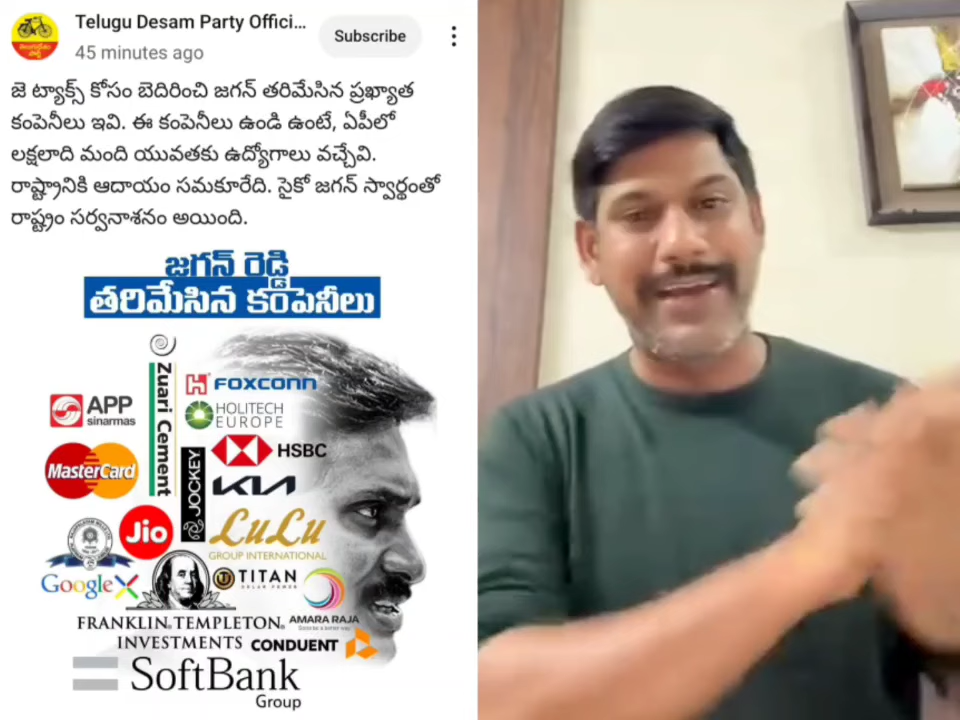 Telugu Desam Party Offici...
45 minutes ago
Subscribe
జె ట్యాక్స్ కోసం బెదిరించి జగన్ తరిమేసిన ప్రఖ్యాత
కంపెనీలు ఇవి. ఈ కంపెనీలు ఉండి ఉంటే, ఏపీలో
లక్షలాది మంది యువతకు ఉద్యోగాలు వచ్చేవి.
రాష్ట్రానికి ఆదాయం సమకూరేది. సైకో జగన్ స్వార్థంతో
రాష్ట్రం సర్వనాశనం అయింది.
జగన్ రెడ్డి
తరిమేసిన కంపెనీలు
Zuari Cement
FOXCONN
APP
sinarmas
HOLITECH
EUROPE
HSBC
MasterCard
JOCKEY
KIA
Jio
LuLu
GROUP INTERNATIONAL
Google X
TITAN
SOLAR POWER
FRANKLIN TEMPLETON
INVESTMENTS
AMARA RAJA
CONDUENT
SoftBank
Group